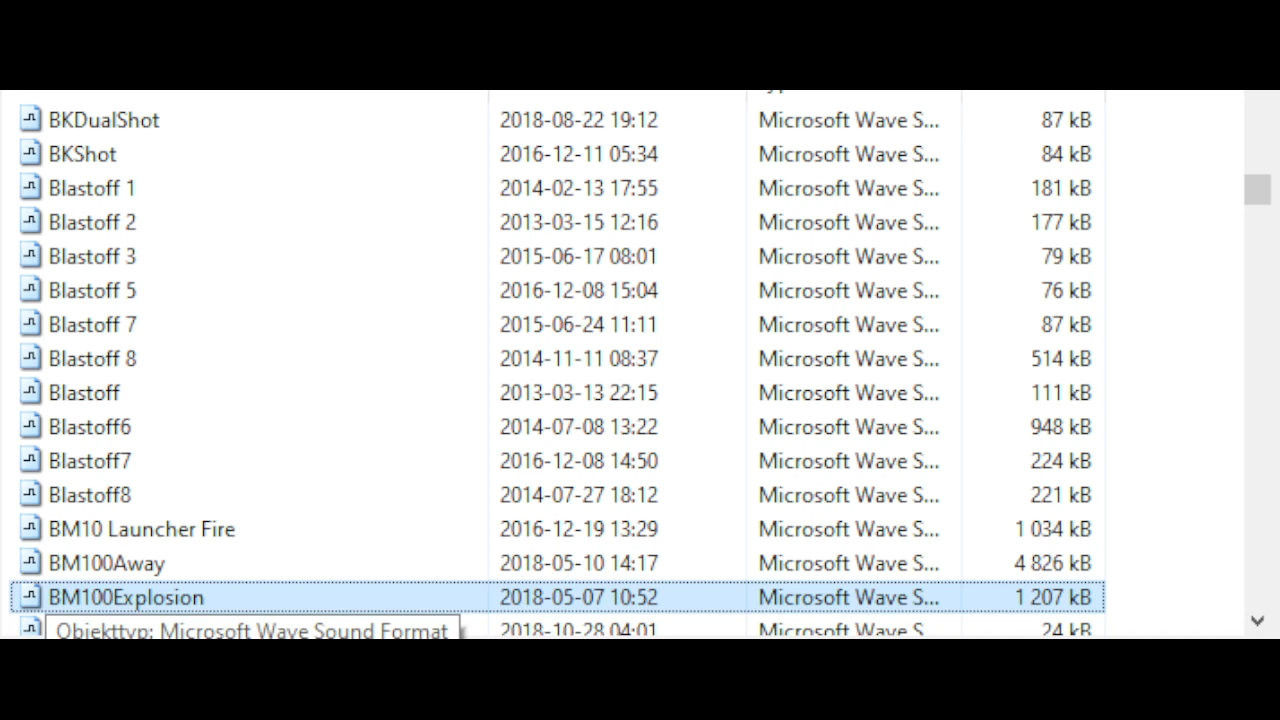 BKDualShot 2018-08-22 19:12 Microsoft Wave S... 87 kB
BKShot 2016-12-11 05:34 Microsoft Wave S... 84 kB
Blastoff 1 2014-02-13 17:55 Microsoft Wave S... 181 kB
Blastoff 2 2013-03-15 12:16 Microsoft Wave S... 177 kB
Blastoff 3 2015-06-17 08:01 Microsoft Wave S... 79 kB
Blastoff 5 2016-12-08 15:04 Microsoft Wave S... 76 kB
Blastoff 7 2015-06-24 11:11 Microsoft Wave S... 87 kB
Blastoff 8 2014-11-11 08:37 Microsoft Wave S... 514 kB
Blastoff 2013-03-13 22:15 Microsoft Wave S... 111 kB
Blastoff6 2014-07-08 13:22 Microsoft Wave S... 948 kB
Blastoff7 2016-12-08 14:50 Microsoft Wave S... 224 kB
Blastoff8 2014-07-27 18:12 Microsoft Wave S... 221 kB
BM10 Launcher Fire 2016-12-19 13:29 Microsoft Wave S... 1 034 kB
BM100Away 2018-05-10 14:17 Microsoft Wave S... 4 826 kB
BM100Explosion 2018-05-07 10:52 Microsoft Wave S... 1 207 kB
Objekttyp: Microsoft Wave Sound Format 2018-10-28 04:01 Microsoft Wave S 24 kB